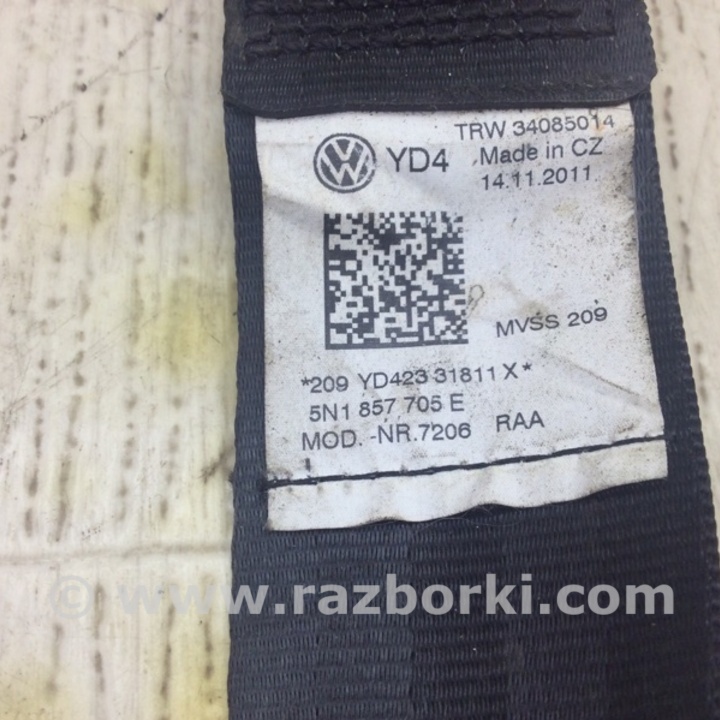 TRW 34085014
YD4 Made in CZ
14.11.2011
MVSS 209
*209 YD423 31811 X*
5N1 857 705 E
MOD. -NR.7206 RAA
© www.razborki.com